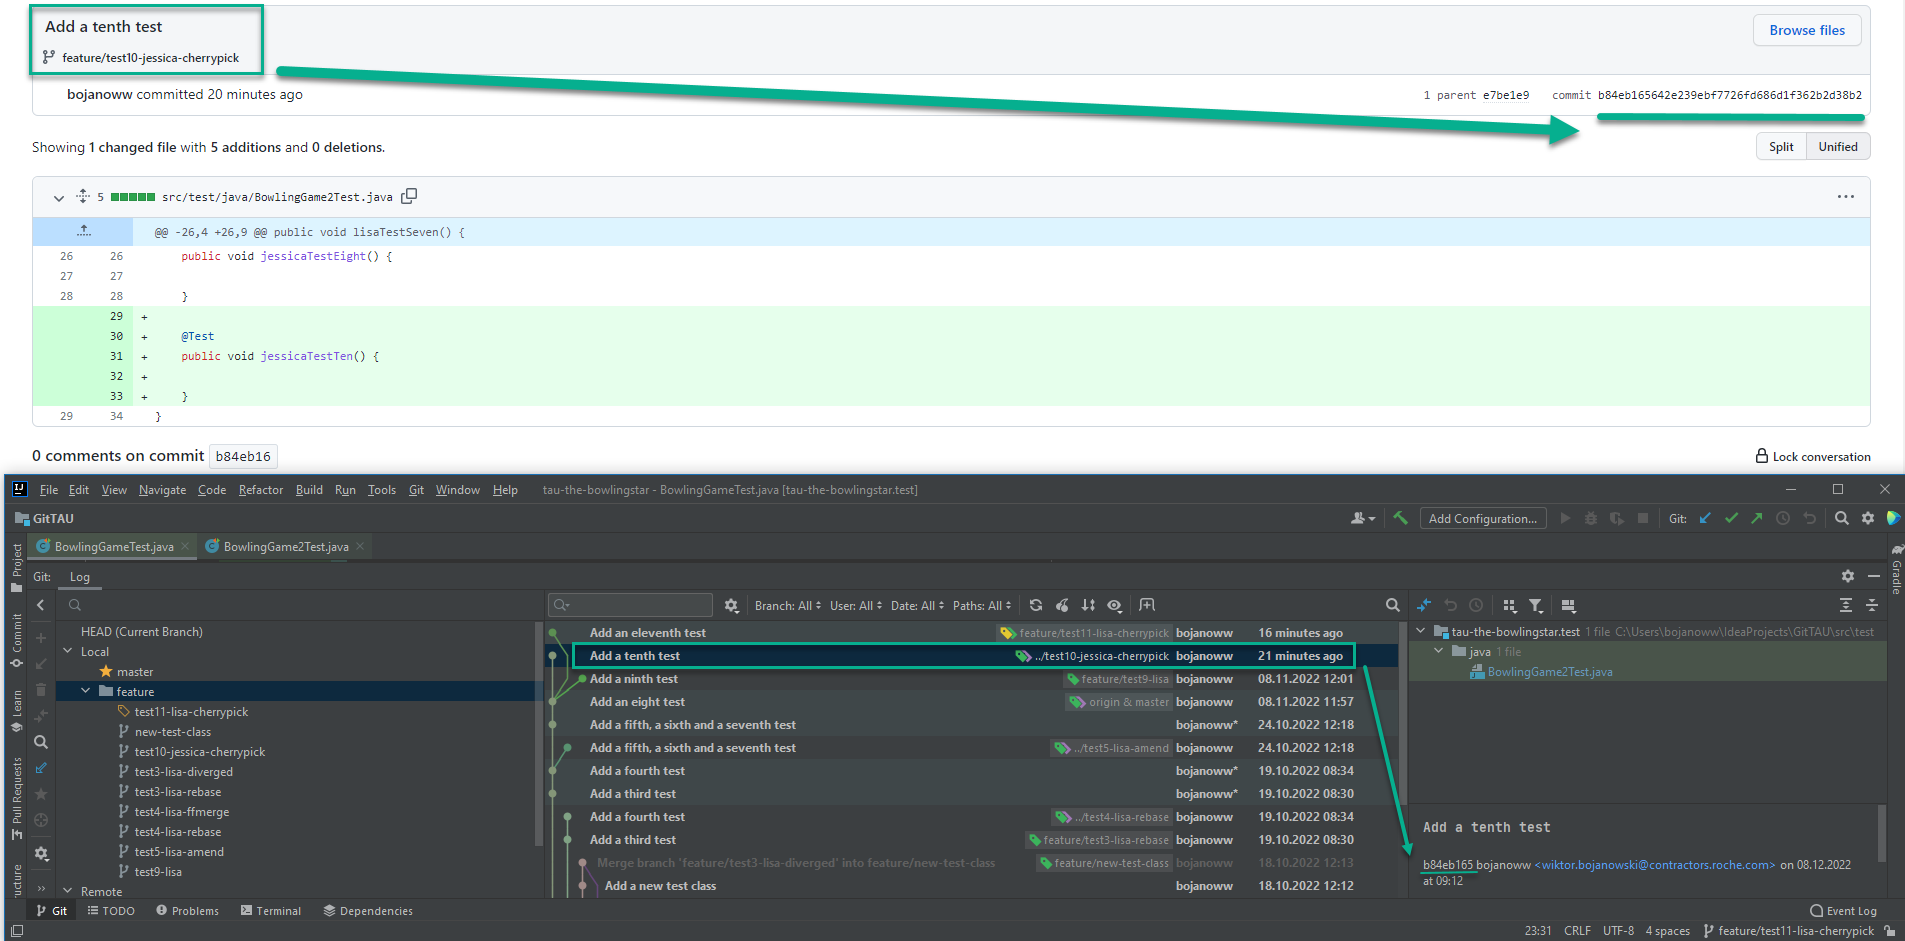 Add a tenth test
Browse files
feature/test10-jessica-cherrypick
bojanoww committed 20 minutes ago
1 parent e7be1e9 commit b84eb165642e239ebf7726fd686d1f362b2d38b2
Showing 1 changed file with 5 additions and 0 deletions.
Split Unified
5 src/test/java/BowlingGame2Test.java
@@ -26,4 +26,9 @@ public void lisaTestSeven() {
26 26 public void jessicaTestEight() {
27 27
28 28 }
29 +
30 + @Test
31 + public void jessicaTestTen() {
32 +
33 + }
29 34 }
0 comments on commit b84eb16
Lock conversation
IJ File Edit View Navigate Code Refactor Build Run Tools Git Window Help tau-the-bowlingstar - BowlingGameTest.java [tau-the-bowlingstar.test]
GitTAU
Add Configuration...
Git:
BowlingGameTest.java
BowlingGame2Test.java
Project
Commit
Learn
Pull Requests
Gradle
Git: Log
HEAD (Current Branch)
Local
master
feature
test11-lisa-cherrypick
new-test-class
test10-jessica-cherrypick
test3-lisa-diverged
test3-lisa-rebase
test4-lisa-ffmerge
test4-lisa-rebase
test5-lisa-amend
test9-lisa
Remote
Branch: All User: All Date: All Paths: All
Add an eleventh test feature/test11-lisa-cherrypick bojanoww 16 minutes ago
Add a tenth test ../test10-jessica-cherrypick bojanoww 21 minutes ago
Add a ninth test feature/test9-lisa bojanoww 08.11.2022 12:01
Add an eight test origin & master bojanoww 08.11.2022 11:57
Add a fifth, a sixth and a seventh test bojanoww* 24.10.2022 12:18
Add a fifth, a sixth and a seventh test ../test5-lisa-amend bojanoww 24.10.2022 12:18
Add a fourth test bojanoww* 19.10.2022 08:34
Add a third test bojanoww* 19.10.2022 08:30
Add a fourth test ../test4-lisa-rebase bojanoww 19.10.2022 08:34
Add a third test feature/test3-lisa-rebase bojanoww 19.10.2022 08:30
Merge branch 'feature/test3-lisa-diverged' into feature/new-test-class feature/new-test-class bojanoww 18.10.2022 12:13
Add a new test class bojanoww 18.10.2022 12:12
tau-the-bowlingstar.test 1 file C:\Users\bojanoww\IdeaProjects\GitTAU\src\test
java 1 file
BowlingGame2Test.java
Add a tenth test
b84eb165 bojanoww <wiktor.bojanowski@contractors.roche.com> on 08.12.2022
at 09:12
Git TODO Problems Terminal Dependencies
Event Log
23:31 CRLF UTF-8 4 spaces feature/test11-lisa-cherrypick